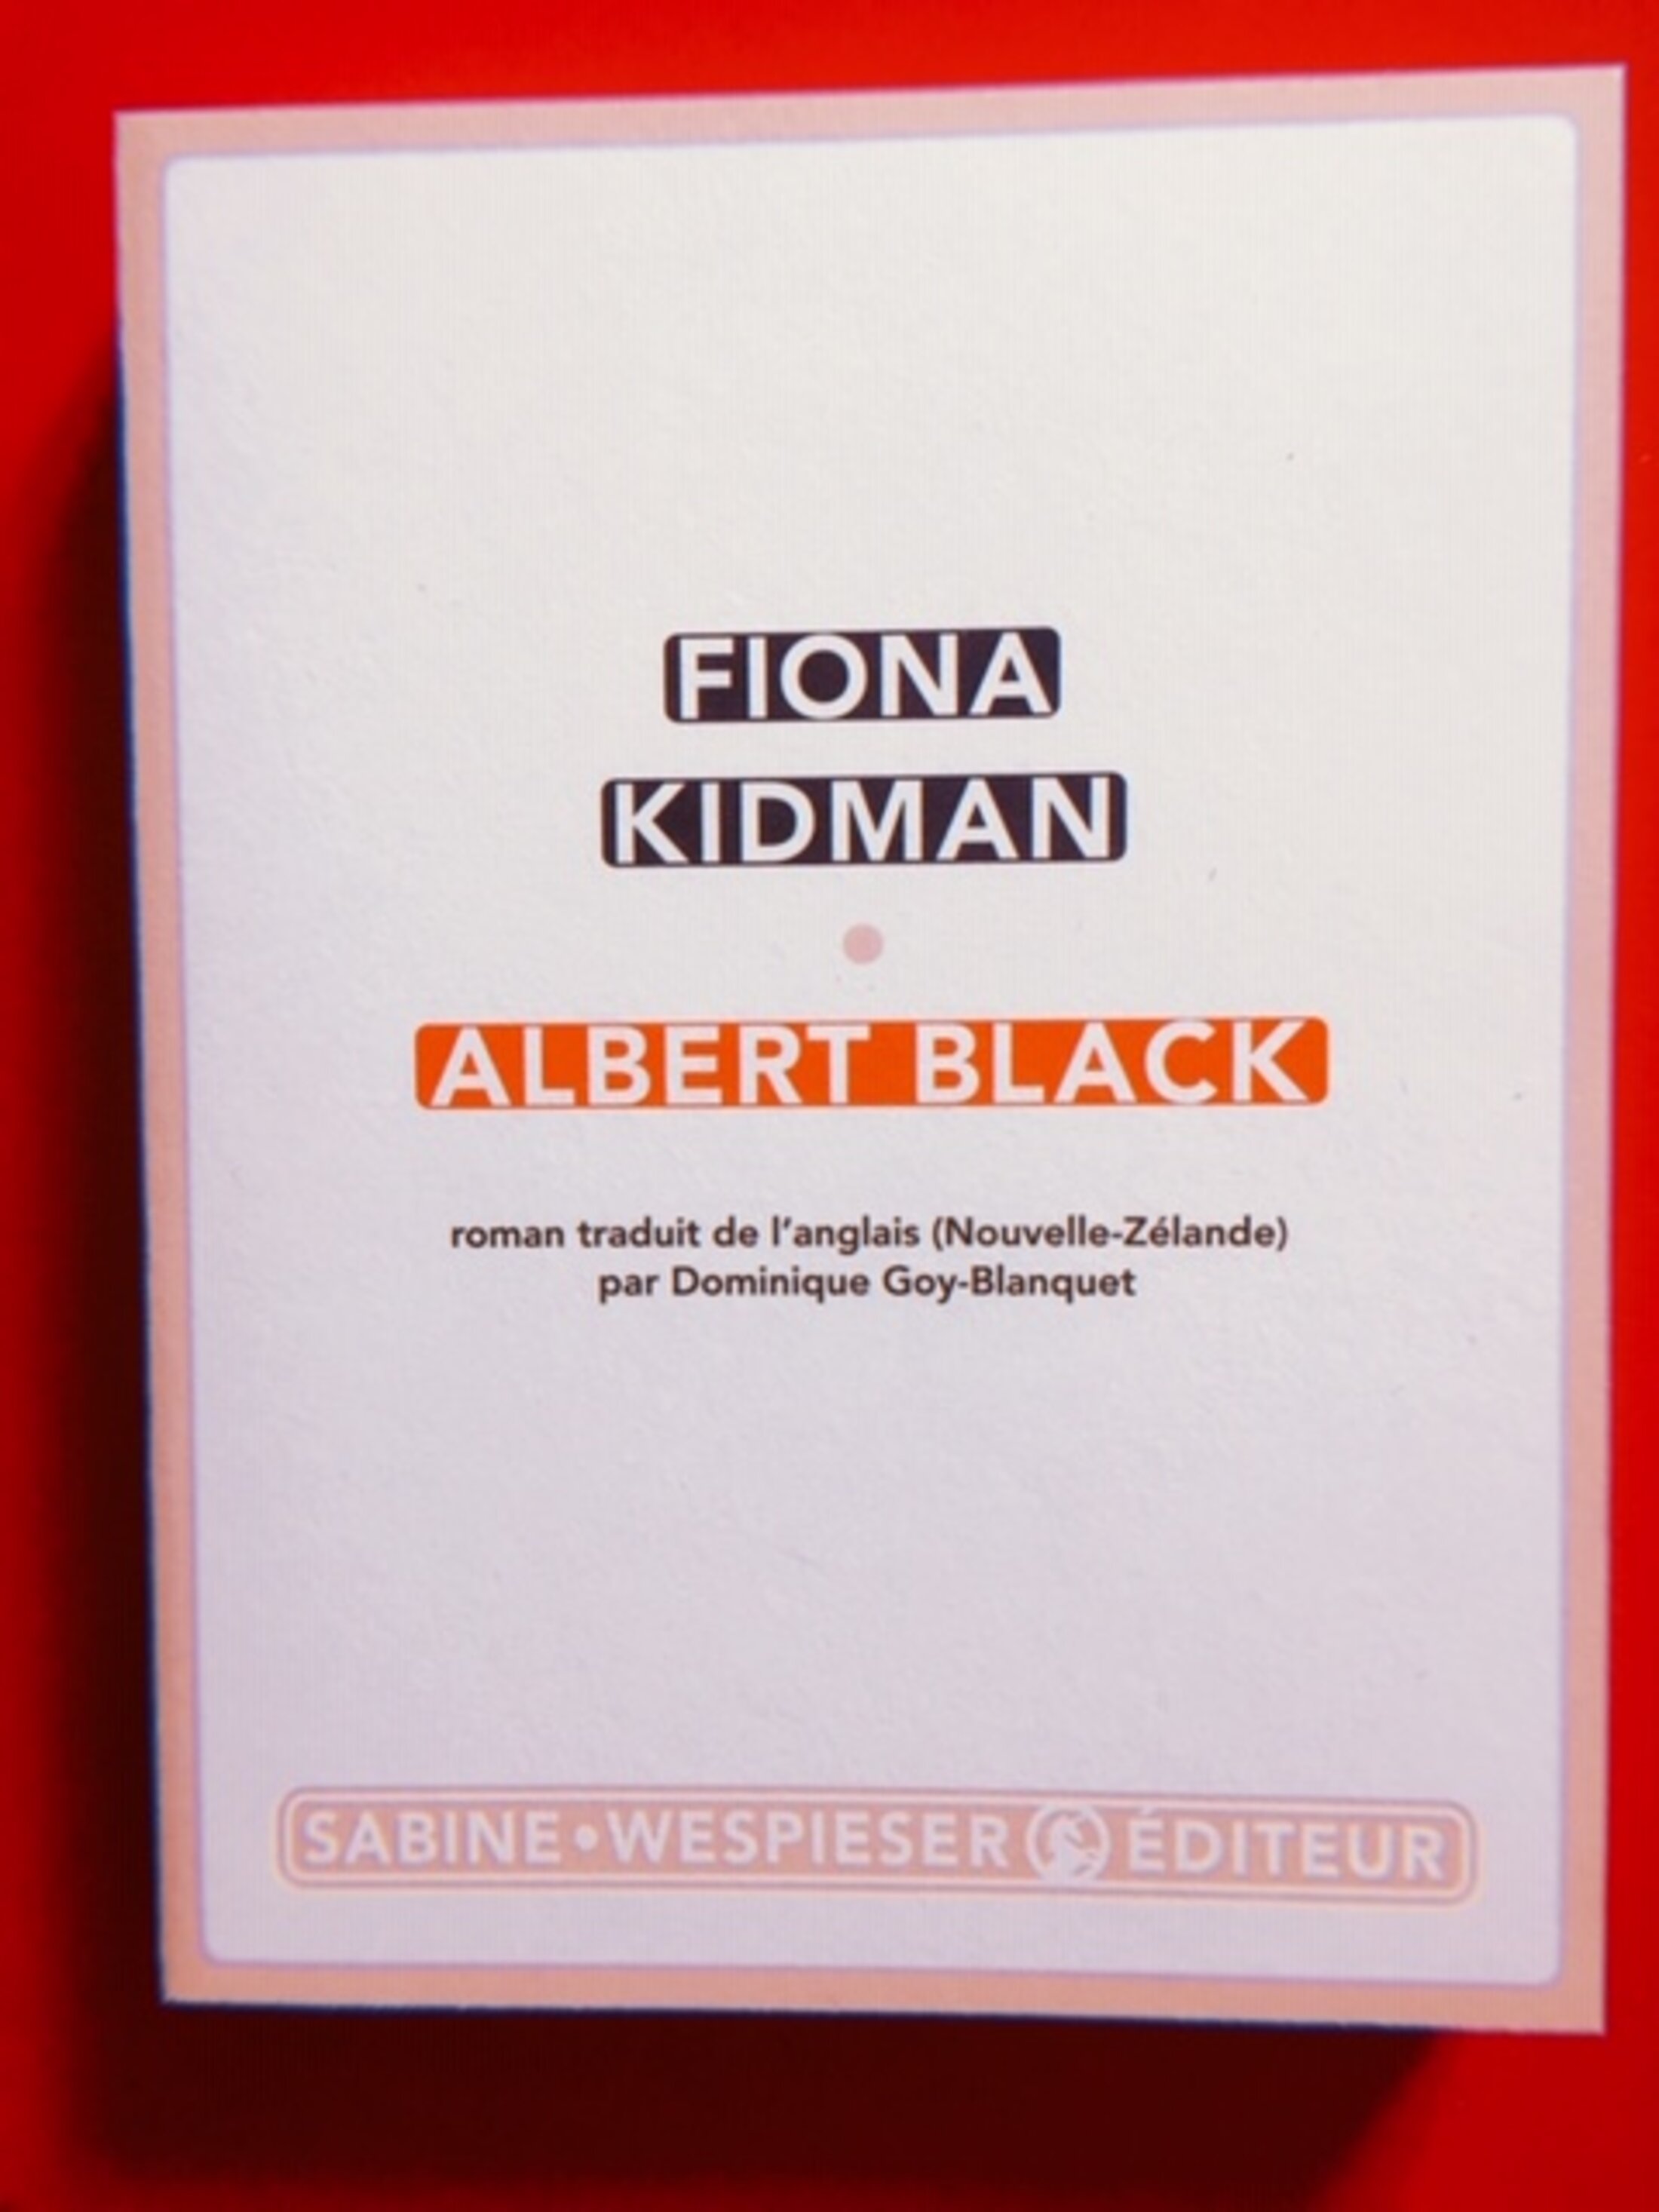 FIONA
KIDMAN
ALBERT BLACK
roman traduit de l'anglais (Nouvelle-Zélande)
par Dominique Goy-Blanquet
SABINE•WESPIESER ÉDITEUR